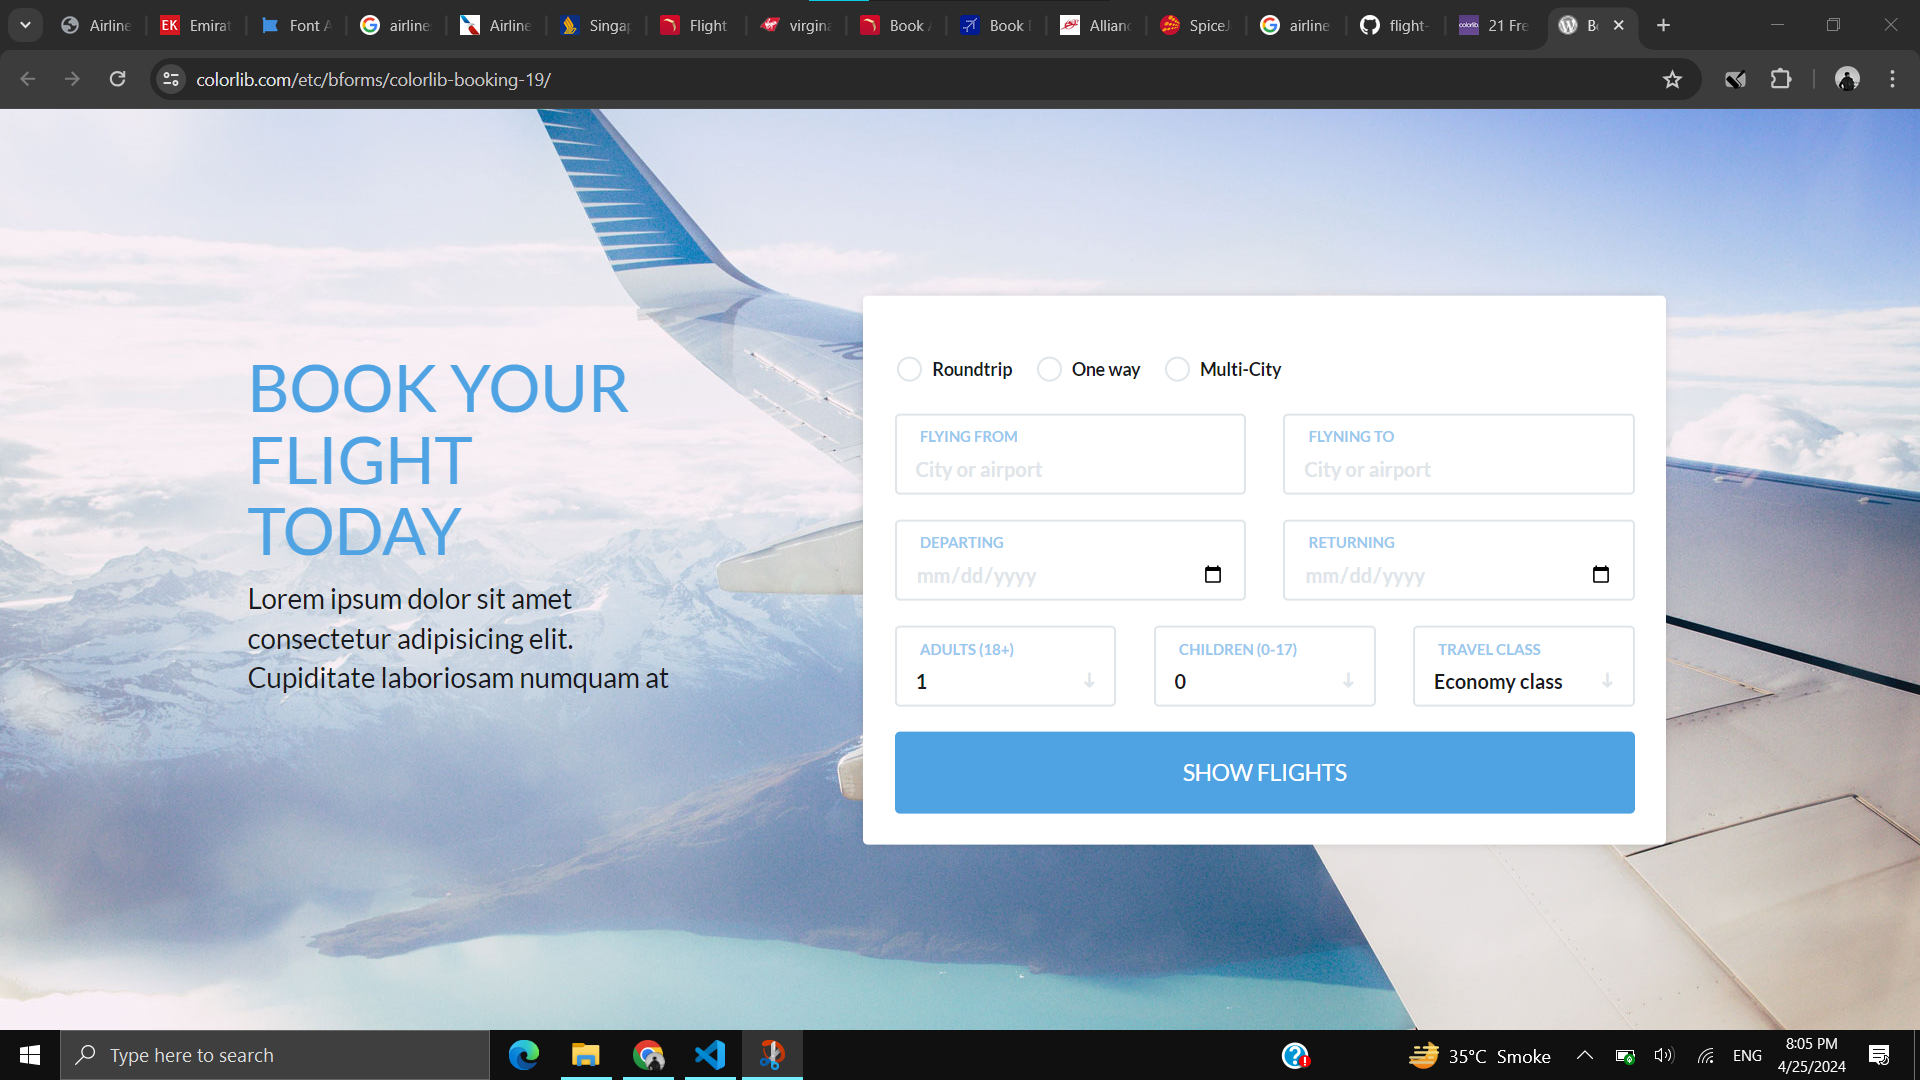 Airline
EK Emirat
Font A
airline
Airline
Singap
Flight
virgina
Book A
Book
Allianc
SpiceJ
airline
flight-
21 Fre
Bo
colorlib.com/etc/bforms/colorlib-booking-19/
BOOK YOUR
FLIGHT
TODAY
Lorem ipsum dolor sit amet
consectetur adipisicing elit.
Cupiditate laboriosam numquam at
Roundtrip One way Multi-City
FLYING FROM FLYNING TO
City or airport City or airport
DEPARTING RETURNING
mm/dd/yyyy mm/dd/yyyy
ADULTS (18+) CHILDREN (0-17) TRAVEL CLASS
1 0 Economy class
SHOW FLIGHTS
Type here to search
35°C Smoke
ENG
8:05 PM
4/25/2024